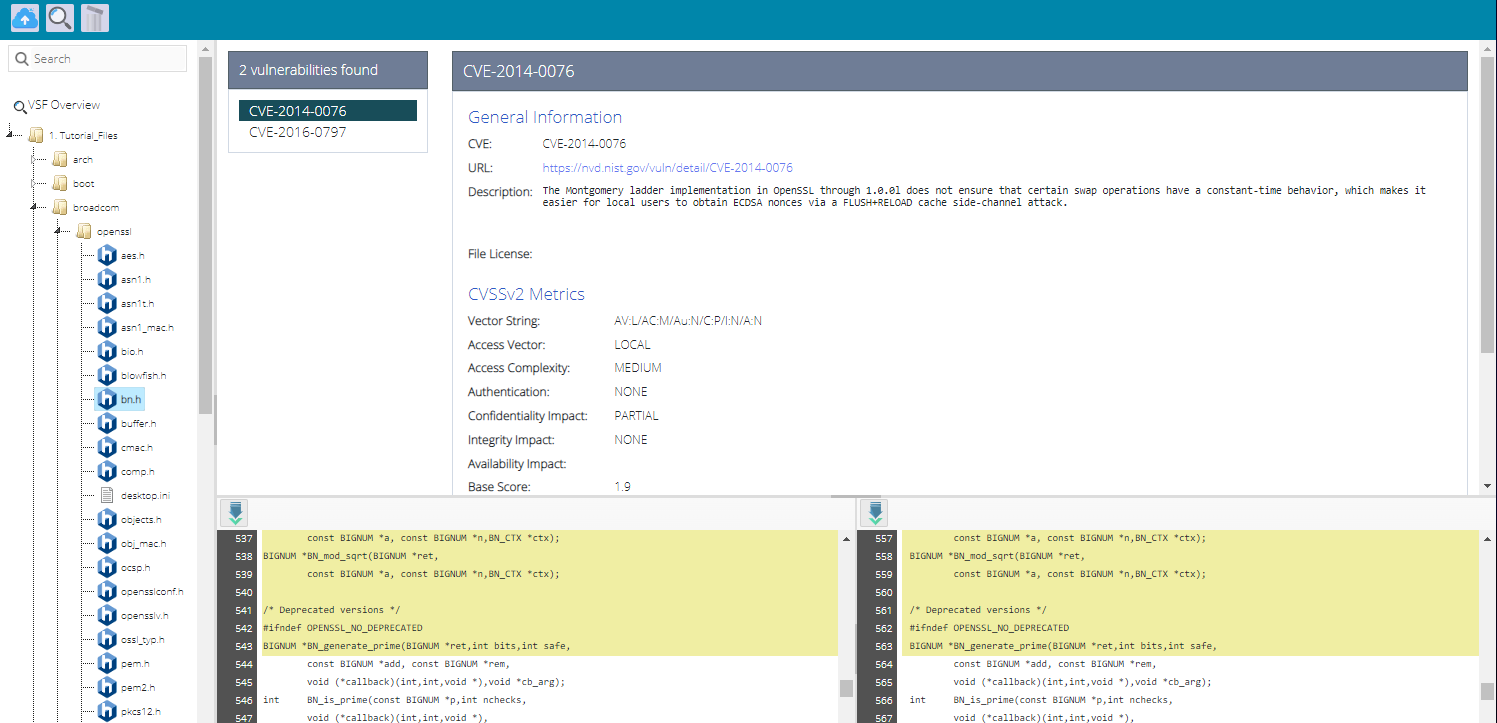 Search
VSF Overview
1. Tutorial_Files
arch
boot
broadcom
openssl
aes.h
asn1.h
asn1t.h
asn1_mac.h
bio.h
blowfish.h
bn.h
buffer.h
cmac.h
comp.h
desktop.ini
objects.h
obj_mac.h
ocsp.h
opensslconf.h
opensslv.h
ossl_typ.h
pem.h
pem2.h
pkcs12.h
2 vulnerabilities found
CVE-2014-0076
CVE-2016-0797
CVE-2014-0076
General Information
CVE: CVE-2014-0076
URL: https://nvd.nist.gov/vuln/detail/CVE-2014-0076
Description: The Montgomery ladder implementation in OpenSSL through 1.0.0l does not ensure that certain swap operations have a constant-time behavior, which makes it
easier for local users to obtain ECDSA nonces via a FLUSH+RELOAD cache side-channel attack.
File License:
CVSSv2 Metrics
Vector String: AV:L/AC:M/Au:N/C:P/I:N/A:N
Access Vector: LOCAL
Access Complexity: MEDIUM
Authentication: NONE
Confidentiality Impact: PARTIAL
Integrity Impact: NONE
Availability Impact:
Base Score: 1.9
537 const BIGNUM *a, const BIGNUM *n,BN_CTX *ctx);
538 BIGNUM *BN_mod_sqrt(BIGNUM *ret,
539 const BIGNUM *a, const BIGNUM *n,BN_CTX *ctx);
540
541 /* Deprecated versions */
542 #ifndef OPENSSL_NO_DEPRECATED
543 BIGNUM *BN_generate_prime(BIGNUM *ret,int bits,int safe,
544 const BIGNUM *add, const BIGNUM *rem,
545 void (*callback)(int,int,void *),void *cb_arg);
546 int BN_is_prime(const BIGNUM *p,int nchecks,
547 void (*callback)(int,int,void *),
557 const BIGNUM *a, const BIGNUM *n,BN_CTX *ctx);
558 BIGNUM *BN_mod_sqrt(BIGNUM *ret,
559 const BIGNUM *a, const BIGNUM *n,BN_CTX *ctx);
560
561 /* Deprecated versions */
562 #ifndef OPENSSL_NO_DEPRECATED
563 BIGNUM *BN_generate_prime(BIGNUM *ret,int bits,int safe,
564 const BIGNUM *add, const BIGNUM *rem,
565 void (*callback)(int,int,void *),void *cb_arg);
566 int BN_is_prime(const BIGNUM *p,int nchecks,
567 void (*callback)(int,int,void *),